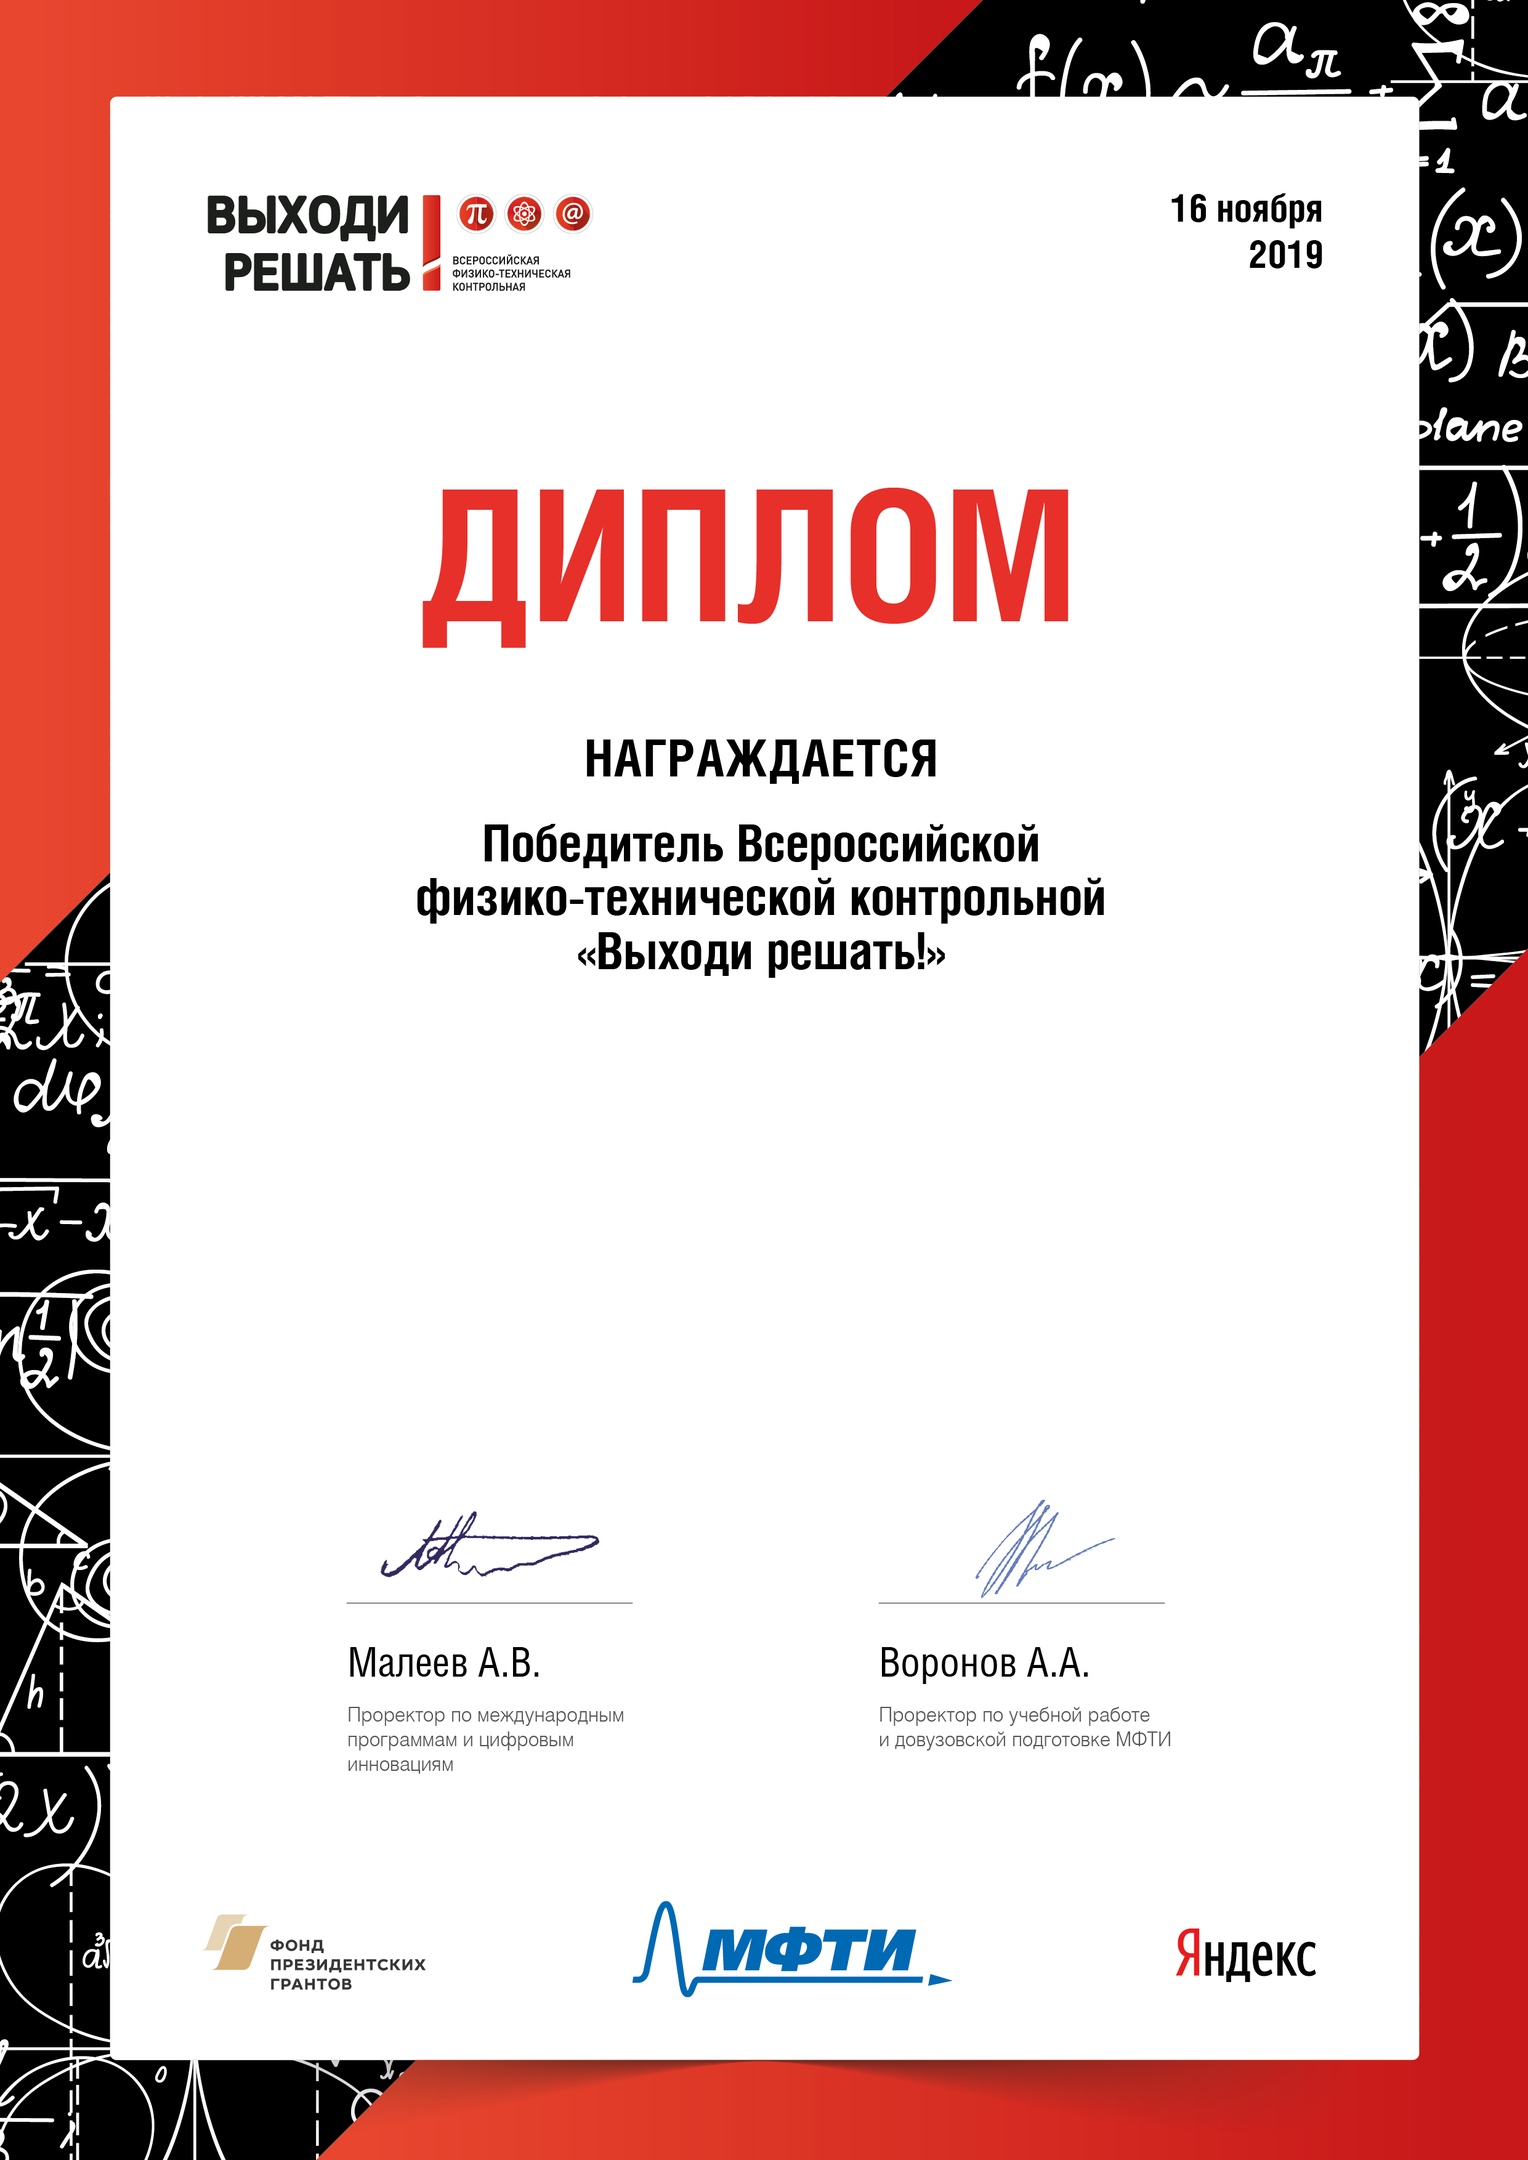 ВЫХОДИ
РЕШАТЬ!
π @
ВСЕРОССИЙСКАЯ
ФИЗИКО-ТЕХНИЧЕСКАЯ
КОНТРОЛЬНАЯ
16 ноября
2019
ДИПЛОМ
НАГРАЖДАЕТСЯ
Победитель Всероссийской
физико-технической контрольной
«Выходи решать!»
Малеев А.В.
Проректор по международным
программам и цифровым
инновациям
Воронов А.А.
Проректор по учебной работе
и довузовской подготовке МФТИ
ФОНД
ПРЕЗИДЕНТСКИХ
ГРАНТОВ
МФТИ
Яндекс